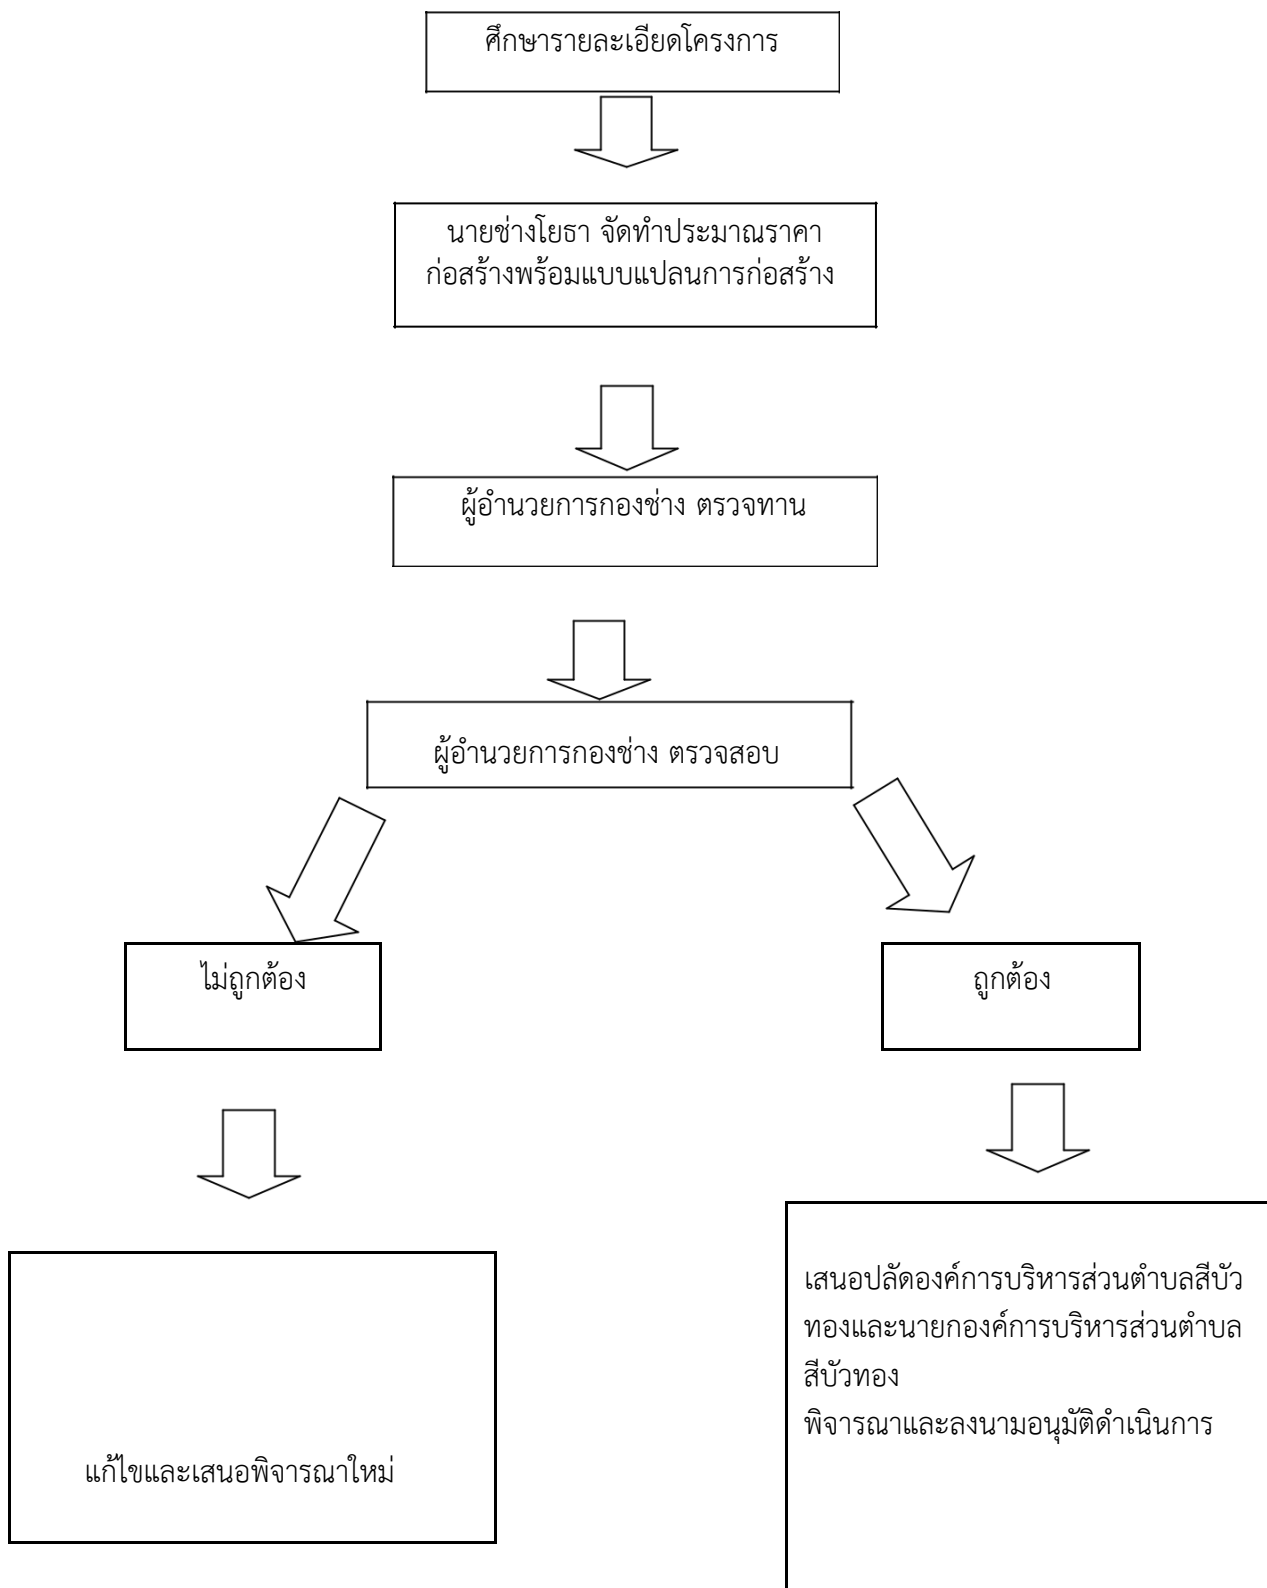 ศึกษารายละเอียดโครงการ
นายช่างโยธา จัดทำประมาณราคา
ก่อสร้างพร้อมแบบแปลนการก่อสร้าง
ผู้อำนวยการกองช่าง ตรวจทาน
ผู้อำนวยการกองช่าง ตรวจสอบ
ไม่ถูกต้อง
ถูกต้อง
แก้ไขและเสนอพิจารณาใหม่
เสนอปลัดองค์การบริหารส่วนตำบลสีบัว
ทองและนายกองค์การบริหารส่วนตำบล
สีบัวทอง
พิจารณาและลงนามอนุมัติดำเนินการ